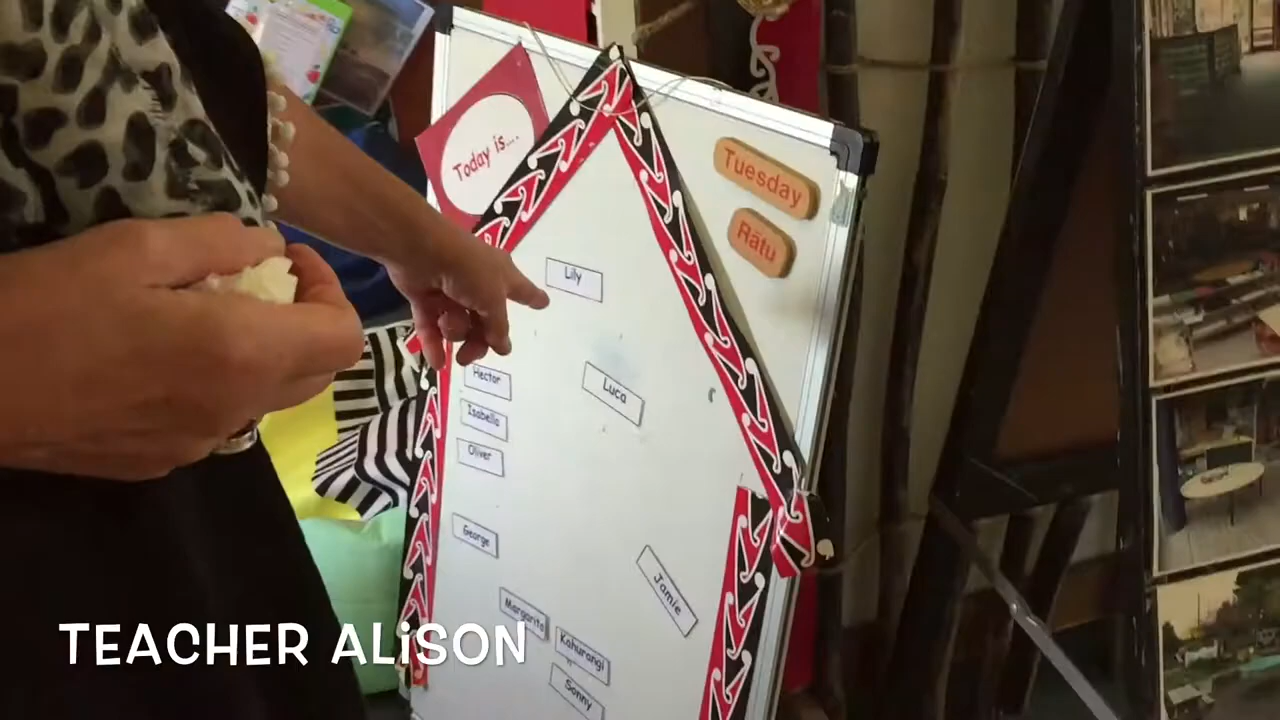 Today is....
Tuesday
Rātu
Lily
Hector
Luca
Isabella
Oliver
George
Jamie
Margarita
Kahurangi
Sonny
TEACHER ALiSON